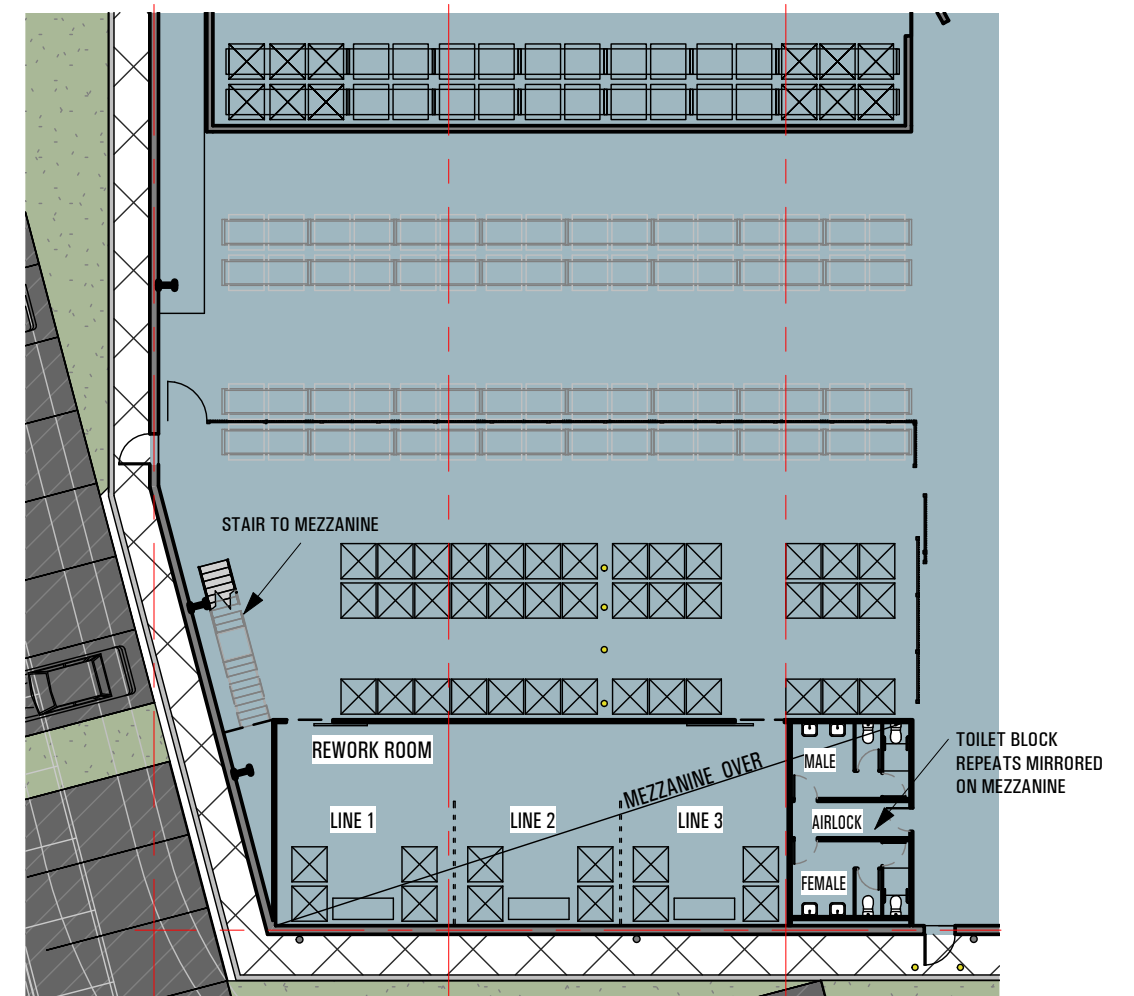 STAIR TO MEZZANINE
REWORK ROOM
MEZZANINE OVER
MALE
TOILET BLOCK
REPEATS MIRRORED
ON MEZZANINE
LINE 1
LINE 2
LINE 3
AIRLOCK
FEMALE